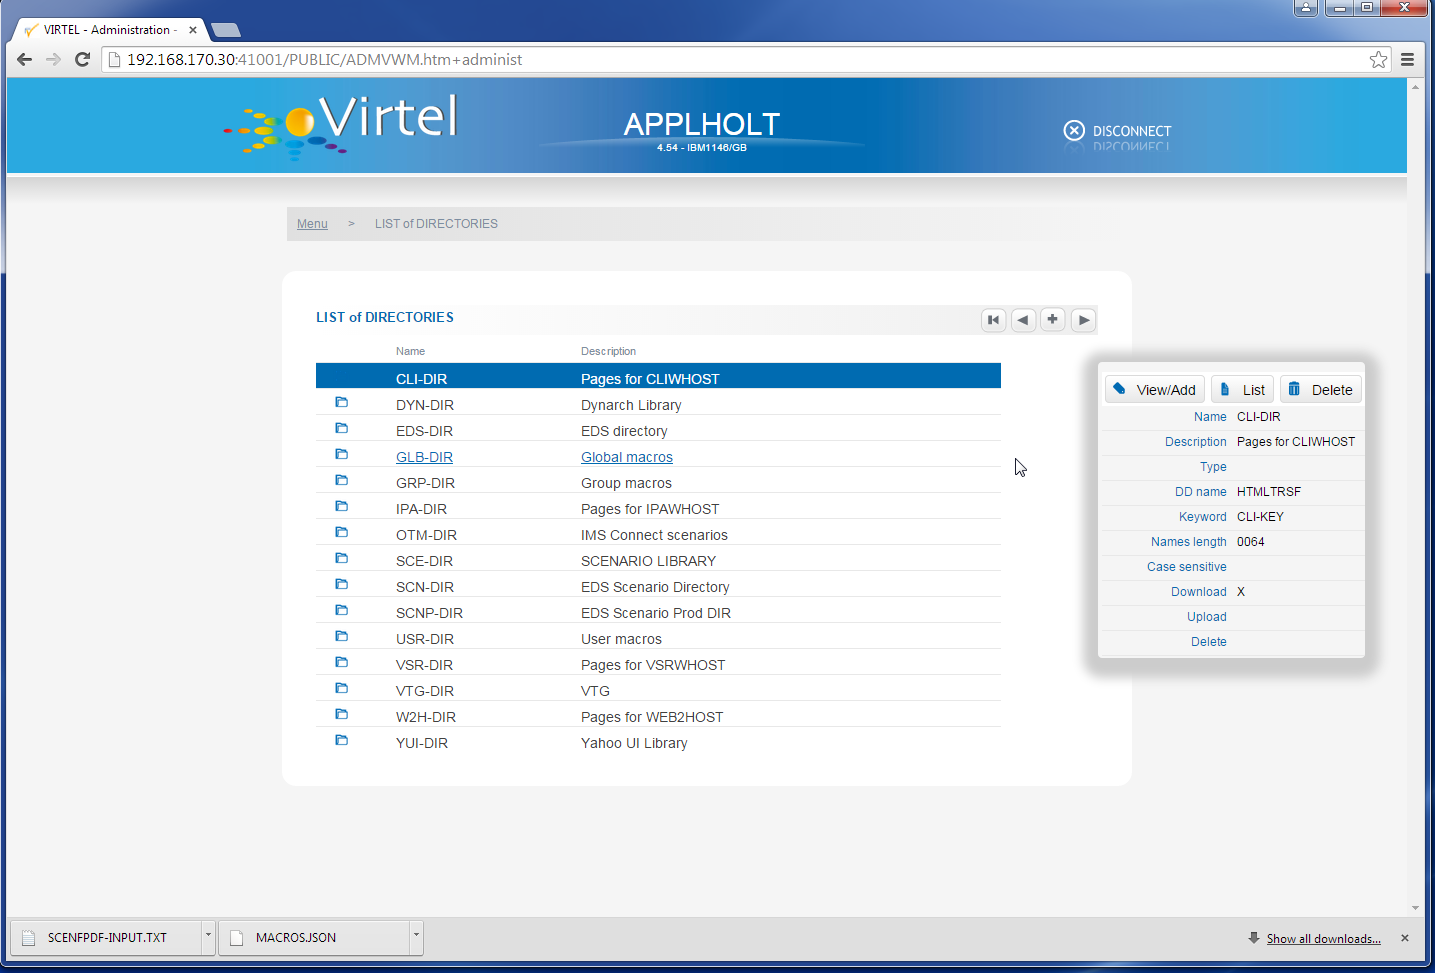 VIRTEL - Administration -
192.168.170.30:41001/PUBLIC/ADMVWM.htm+administ
Virtel
APPLHOLT
4.54 - IBM1146/GB
DISCONNECT
Menu > LIST of DIRECTORIES
LIST of DIRECTORIES
Name Description
CLI-DIR Pages for CLIWHOST
DYN-DIR Dynarch Library
EDS-DIR EDS directory
GLB-DIR Global macros
GRP-DIR Group macros
IPA-DIR Pages for IPAWHOST
OTM-DIR IMS Connect scenarios
SCE-DIR SCENARIO LIBRARY
SCN-DIR EDS Scenario Directory
SCNP-DIR EDS Scenario Prod DIR
USR-DIR User macros
VSR-DIR Pages for VSRWHOST
VTG-DIR VTG
W2H-DIR Pages for WEB2HOST
YUI-DIR Yahoo UI Library
View/Add List Delete
Name CLI-DIR
Description Pages for CLIWHOST
Type
DD name HTMLTRSF
Keyword CLI-KEY
Names length 0064
Case sensitive
Download X
Upload
Delete
SCENFPDF-INPUT.TXT MACROS.JSON Show all downloads...